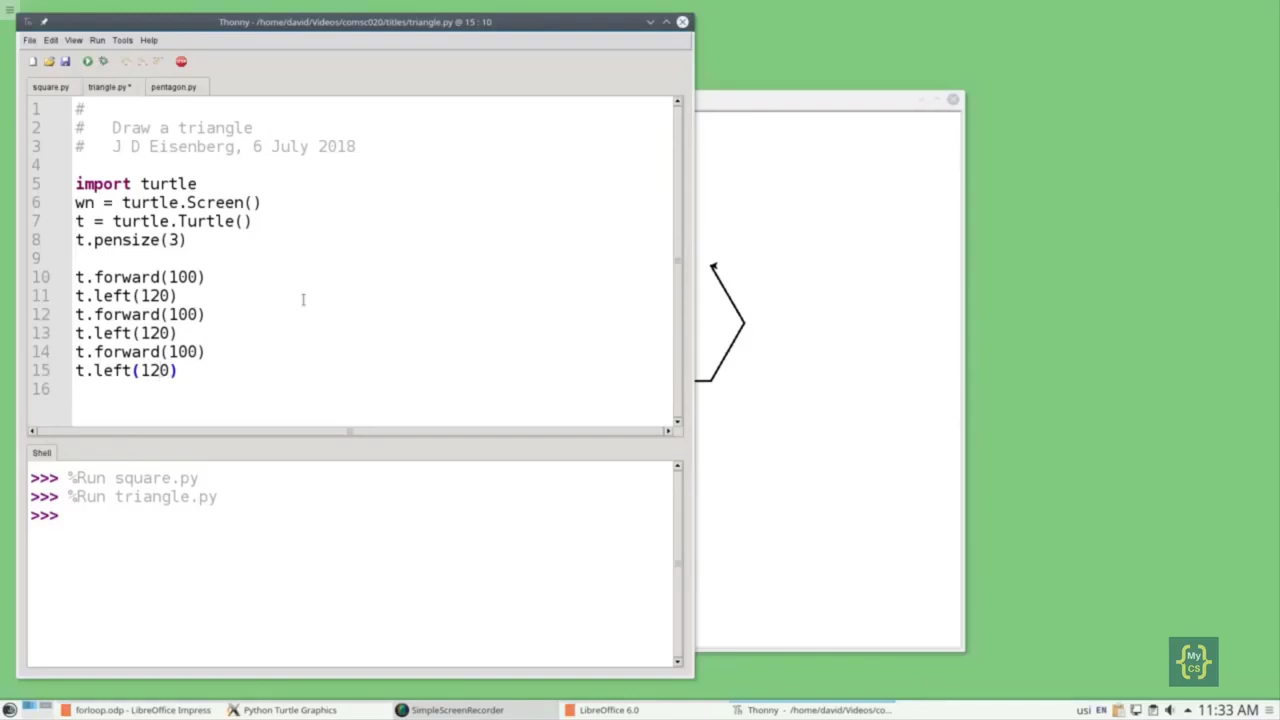 Thonny - /home/david/Videos/comsc020/titles/triangle.py @ 15 : 10
File Edit View Run Tools Help
square.py triangle.py * pentagon.py
1 #
2 #   Draw a triangle
3 #   J D Eisenberg, 6 July 2018
4
5 import turtle
6 wn = turtle.Screen()
7 t = turtle.Turtle()
8 t.pensize(3)
9
10 t.forward(100)
11 t.left(120)
12 t.forward(100)
13 t.left(120)
14 t.forward(100)
15 t.left(120)
16
Shell
>>> %Run square.py
>>> %Run triangle.py
>>>
{My CS}
forloop.odp - LibreOffice Impress Python Turtle Graphics SimpleScreenRecorder LibreOffice 6.0 Thonny - /home/david/Videos/co... usi EN 11:33 AM